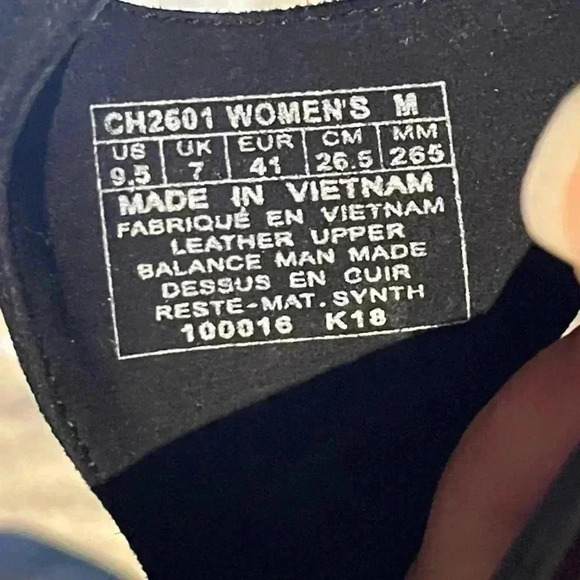 CH2601 WOMEN'S M
US UK EUR CM MM
9,5 7 41 26.5 265
MADE IN VIETNAM
FABRIQUÉ EN VIETNAM
LEATHER UPPER
BALANCE MAN MADE
DESSUS EN CUIR
RESTE-MAT. SYNTH
100016 K18